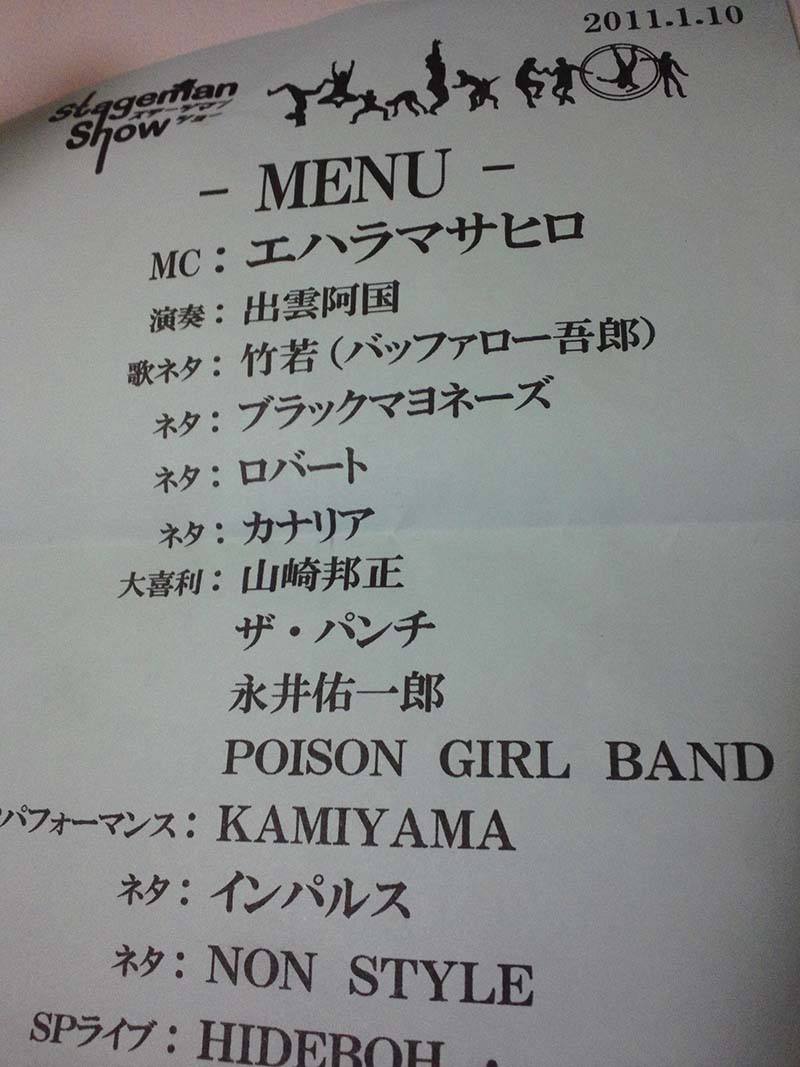 2011.1.10
stageman
ステージマン
Show ショー
- MENU -
MC：エハラマサヒロ
演奏：出雲阿国
歌ネタ：竹若（バッファロー吾郎）
ネタ：ブラックマヨネーズ
ネタ：ロバート
ネタ：カナリア
大喜利：山崎邦正
ザ・パンチ
永井佑一郎
POISON GIRL BAND
パフォーマンス：KAMIYAMA
ネタ：インパルス
ネタ：NON STYLE
SPライブ：HIDEBOH